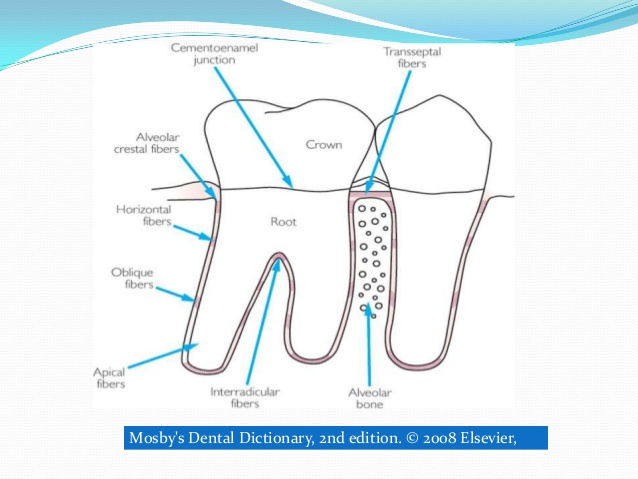 Cementoenamel
junction
Transseptal
fibers
Alveolar
crestal fibers
Crown
Horizontal
fibers
Root
Oblique
fibers
Apical
fibers
Interradicular
fibers
Alveolar
bone
Mosby's Dental Dictionary, 2nd edition. © 2008 Elsevier,